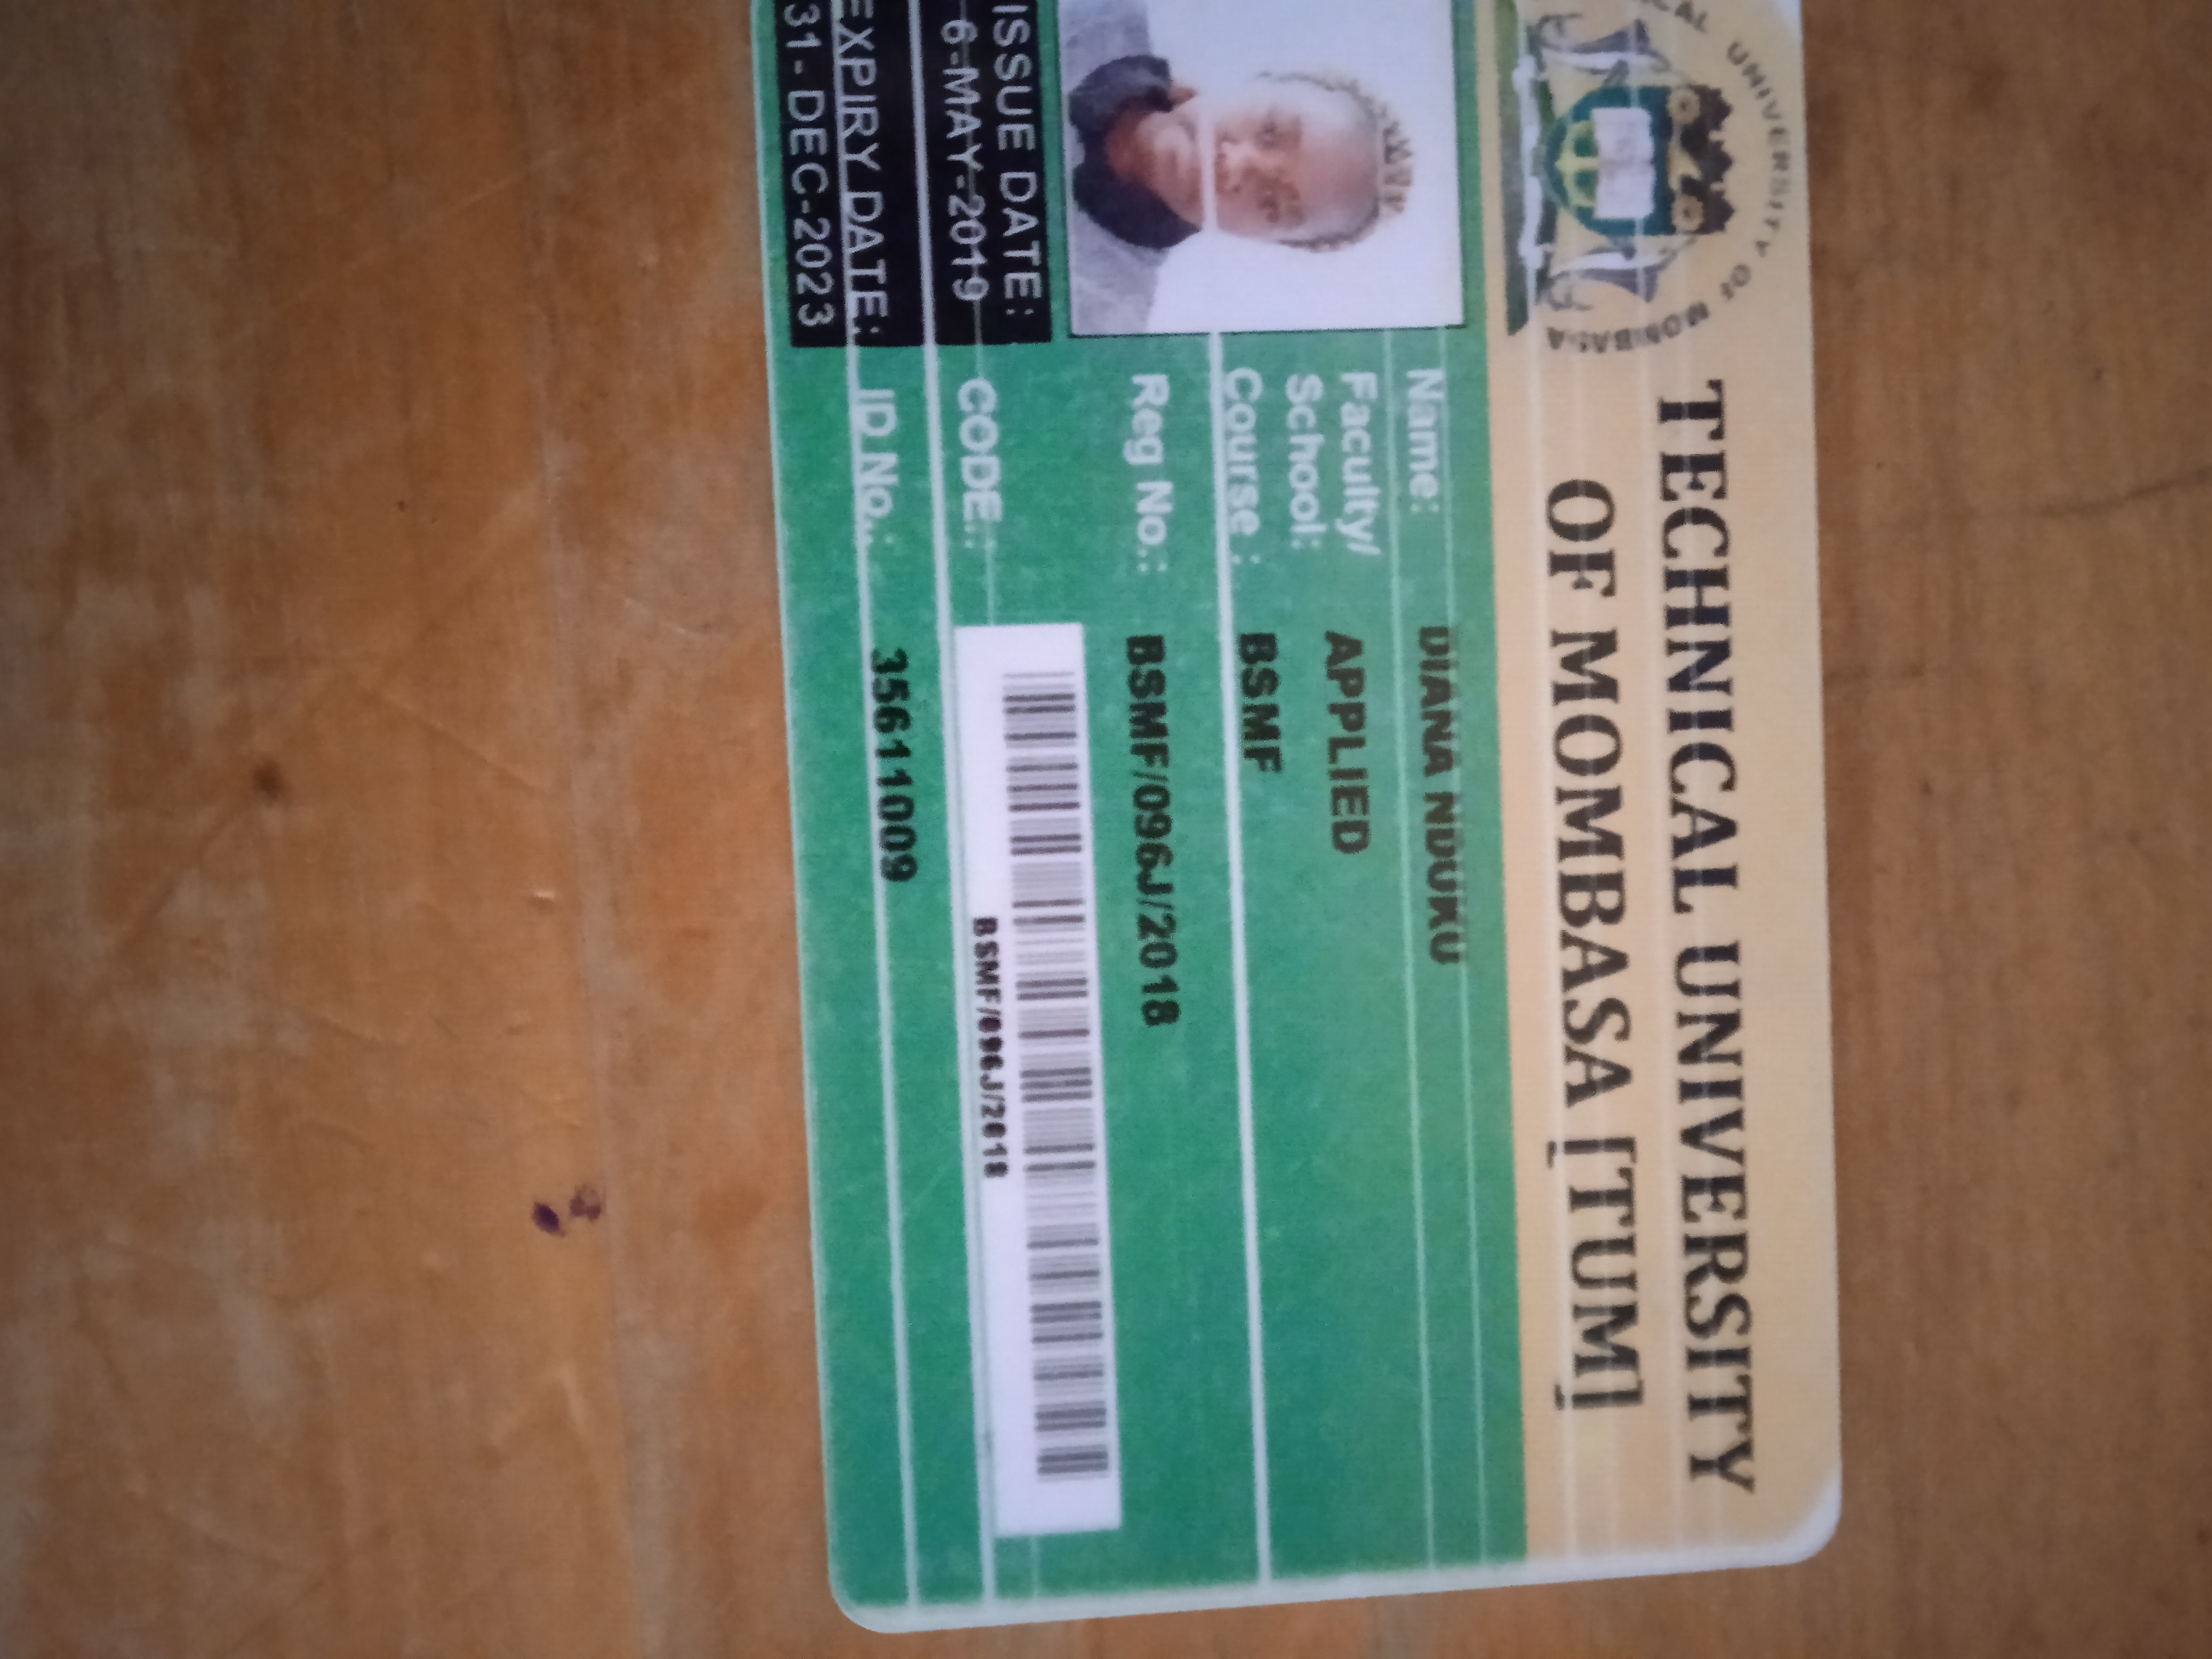 TECHNICAL UNIVERSITY
OF MOMBASA [TUM]
ICAL UNIVERSITY OF MOMBASA
Name: DIANA NDUKU
Faculty/
School: APPLIED
Course : BSMF
Reg No.: BSMF/096J/2018
CODE.:
BSMF/096J/2018
ID No.: 35611009
ISSUE DATE:
6-MAY-2019
EXPIRY DATE:
31-DEC-2023